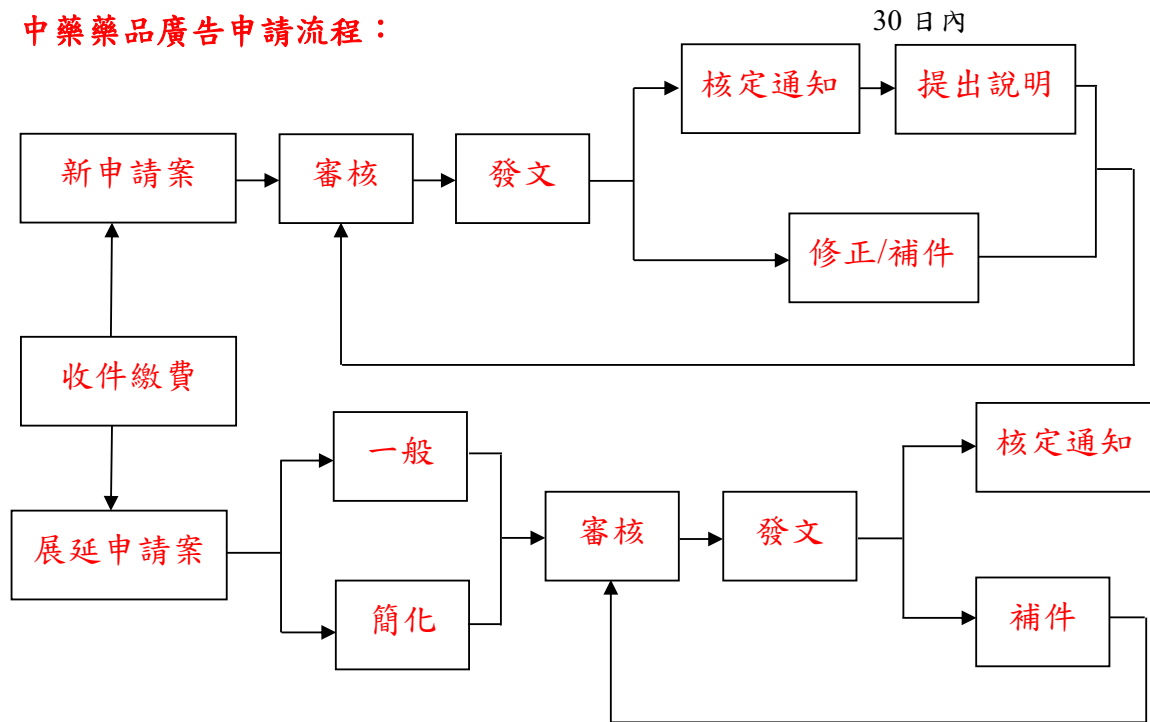 中藥藥品廣告申請流程：
30 日內
核定通知
提出說明
新申請案
審核
發文
修正/補件
收件繳費
一般
核定通知
展延申請案
審核
發文
簡化
補件